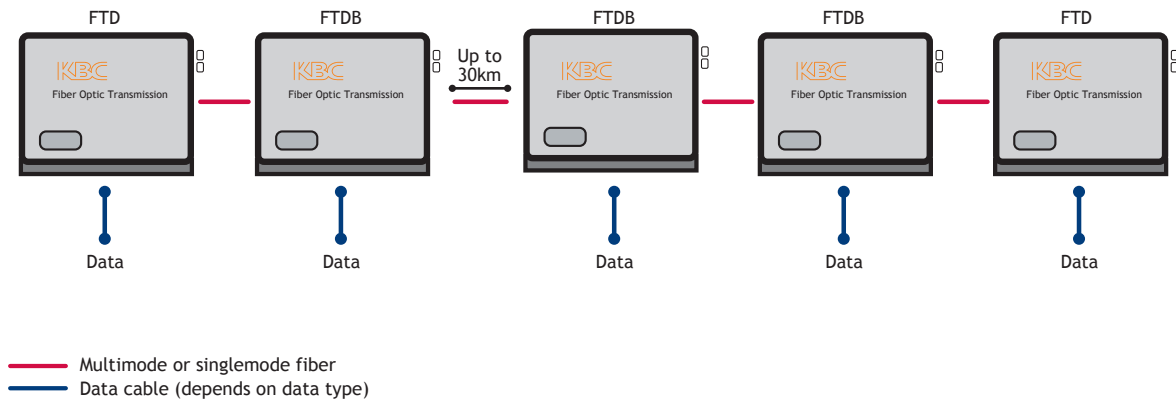 FTD
FTDB
FTDB
FTDB
FTD
Up to
30km
KBC
Fiber Optic Transmission
KBC
Fiber Optic Transmission
KBC
Fiber Optic Transmission
KBC
Fiber Optic Transmission
KBC
Fiber Optic Transmission
Data
Data
Data
Data
Data
Multimode or singlemode fiber
Data cable (depends on data type)